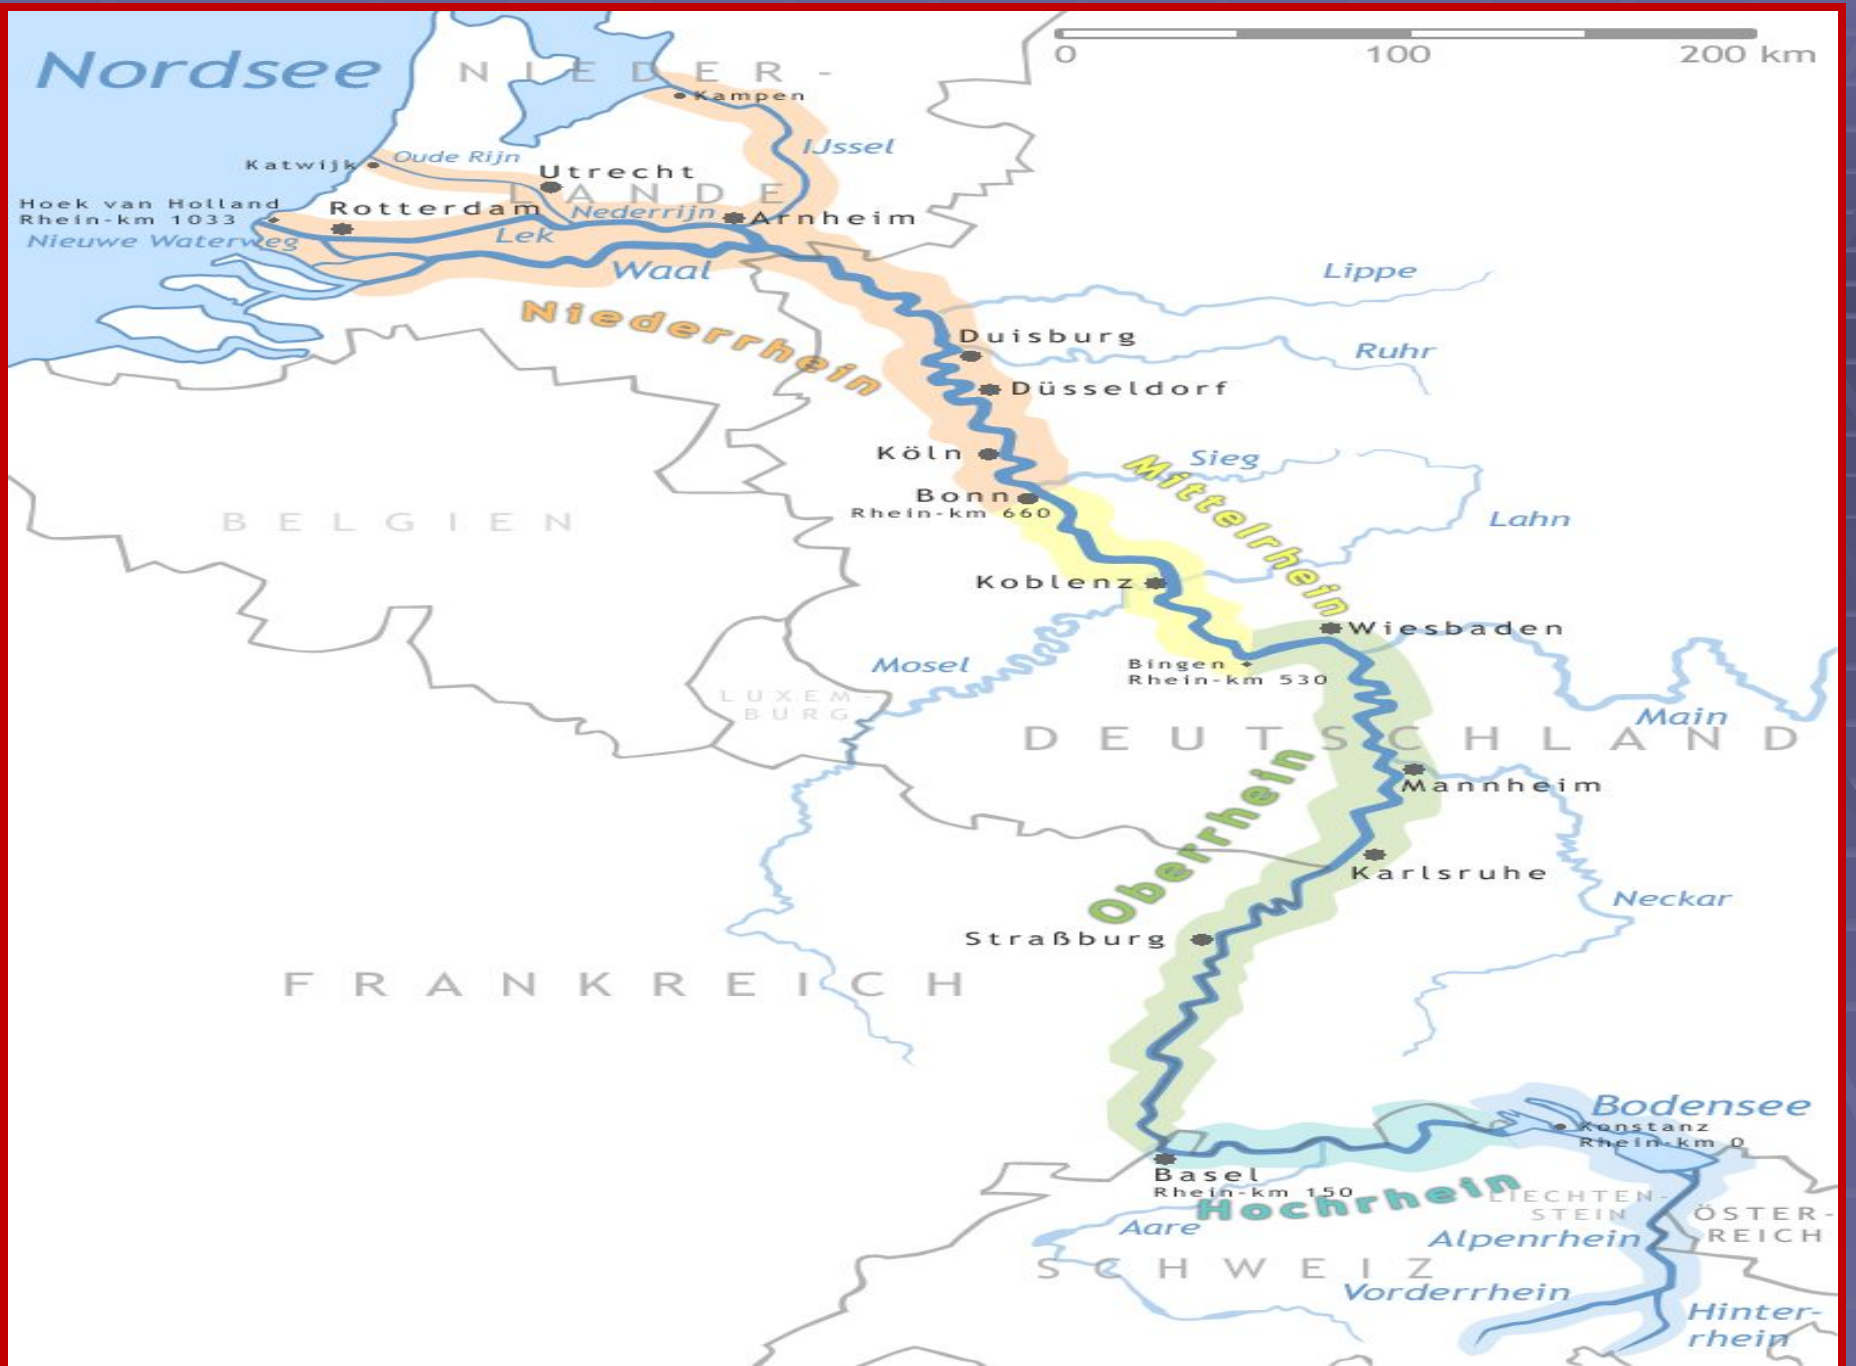 0 100 200 km
Nordsee
NIEDER-
LANDE
Kampen
IJssel
Katwijk
Oude Rijn
Utrecht
Hoek van Holland
Rhein-km 1033
Nieuwe Waterweg
Rotterdam
Nederrijn
Arnheim
Lek
Waal
Lippe
Niederrhein
Duisburg
Ruhr
Düsseldorf
Köln
Sieg
Mittelrhein
Bonn
Rhein-km 660
BELGIEN
Lahn
Koblenz
Wiesbaden
Mosel
Bingen
Rhein-km 530
LUXEM-
BURG
Main
DEUTSCHLAND
Mannheim
Oberrhein
Karlsruhe
Neckar
Straßburg
FRANKREICH
Bodensee
Konstanz
Rhein-km 0
Basel
Rhein-km 150
Hochrhein
LIECHTEN-
STEIN
ÖSTER-
REICH
Aare
Alpenrhein
SCHWEIZ
Vorderrhein
Hinter-
rhein